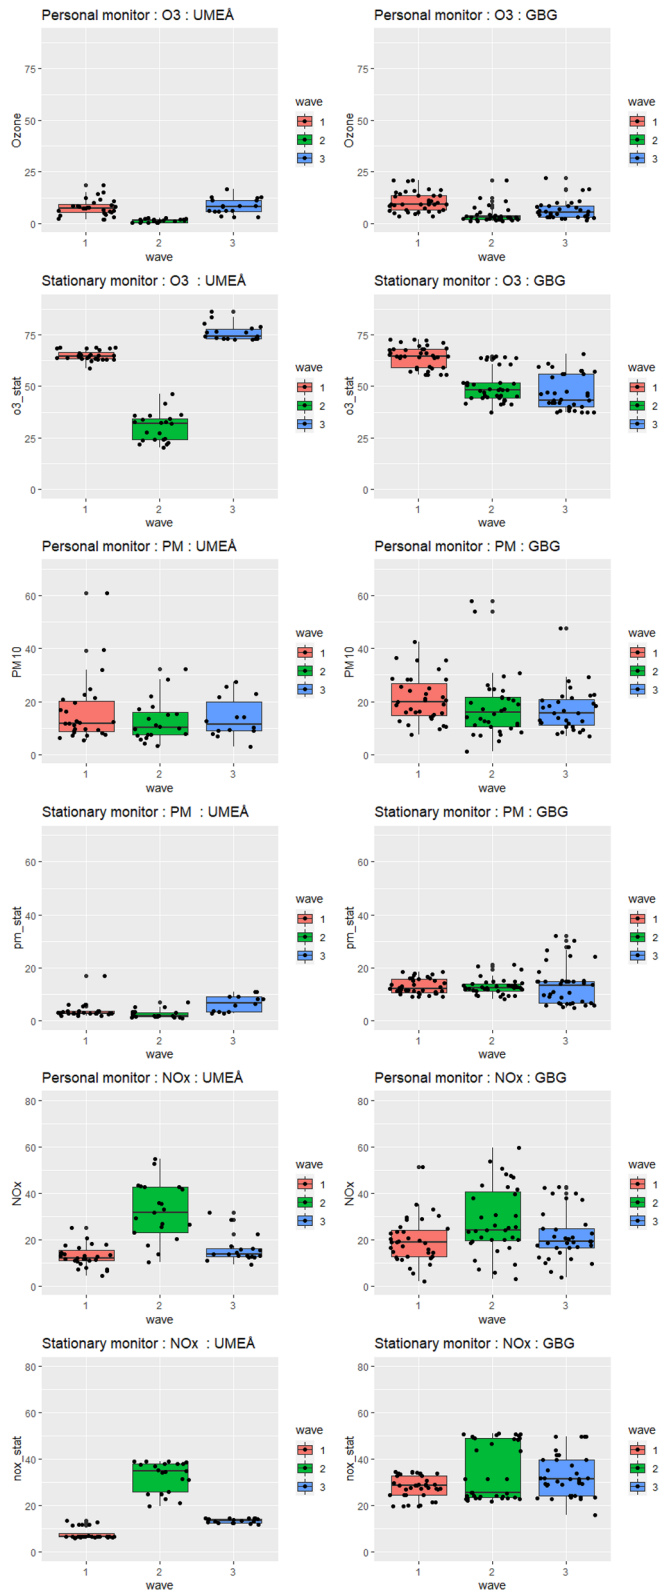 Personal monitor : O3 : UMEÅ
75
50
25
0
Ozone
1
2
3
wave
wave
1
2
3
Personal monitor : O3 : GBG
75
50
25
0
Ozone
1
2
3
wave
wave
1
2
3
Stationary monitor : O3  : UMEÅ
75
50
25
0
o3_stat
1
2
3
wave
wave
1
2
3
Stationary monitor : O3 : GBG
75
50
25
0
o3_stat
1
2
3
wave
wave
1
2
3
Personal monitor : PM : UMEÅ
60
40
20
0
PM10
1
2
3
wave
wave
1
2
3
Personal monitor : PM : GBG
60
40
20
0
PM10
1
2
3
wave
wave
1
2
3
Stationary monitor : PM  : UMEÅ
60
40
20
0
pm_stat
1
2
3
wave
wave
1
2
3
Stationary monitor : PM : GBG
60
40
20
0
pm_stat
1
2
3
wave
wave
1
2
3
Personal monitor : NOx : UMEÅ
80
60
40
20
0
NOx
1
2
3
wave
wave
1
2
3
Personal monitor : NOx : GBG
80
60
40
20
0
NOx
1
2
3
wave
wave
1
2
3
Stationary monitor : NOx  : UMEÅ
80
60
40
20
0
nox_stat
1
2
3
wave
wave
1
2
3
Stationary monitor : NOx : GBG
80
60
40
20
0
nox_stat
1
2
3
wave
wave
1
2
3